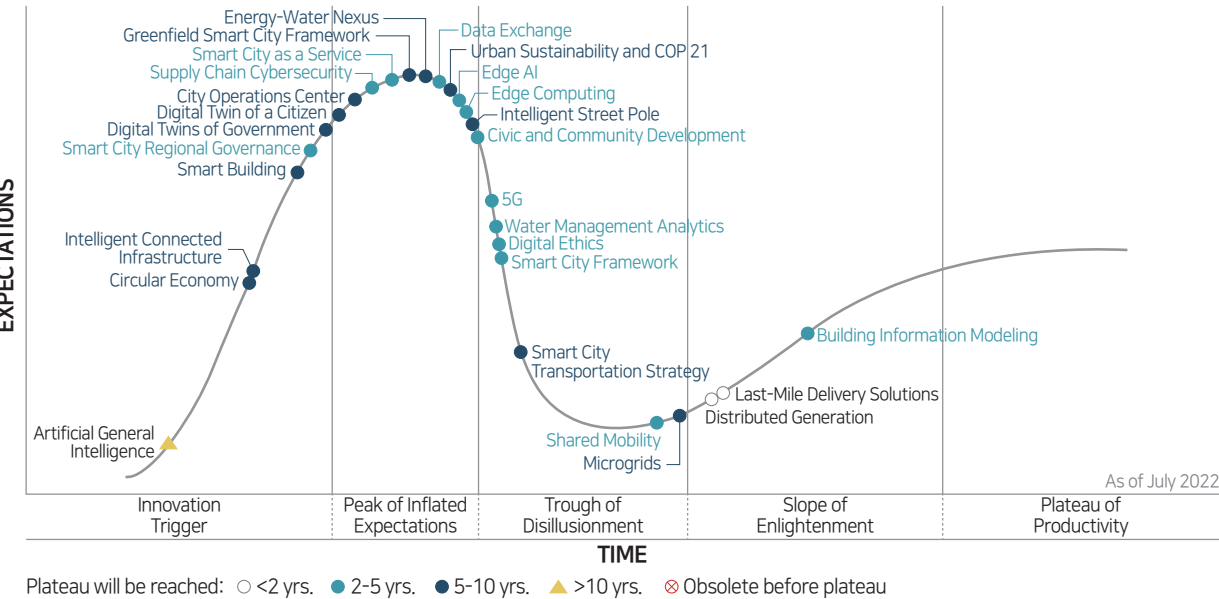 EXPECTATIONS
Energy-Water Nexus
Greenfield Smart City Framework
Smart City as a Service
Supply Chain Cybersecurity
City Operations Center
Digital Twin of a Citizen
Digital Twins of Government
Smart City Regional Governance
Smart Building
Intelligent Connected
Infrastructure
Circular Economy
Artificial General
Intelligence
Data Exchange
Urban Sustainability and COP 21
Edge AI
Edge Computing
Intelligent Street Pole
Civic and Community Development
5G
Water Management Analytics
Digital Ethics
Smart City Framework
Smart City
Transportation Strategy
Shared Mobility
Microgrids
Building Information Modeling
Last-Mile Delivery Solutions
Distributed Generation
As of July 2022
Innovation
Trigger
Peak of Inflated
Expectations
Trough of
Disillusionment
Slope of
Enlightenment
Plateau of
Productivity
TIME
Plateau will be reached: <2 yrs. 2-5 yrs. 5-10 yrs. >10 yrs. Obsolete before plateau